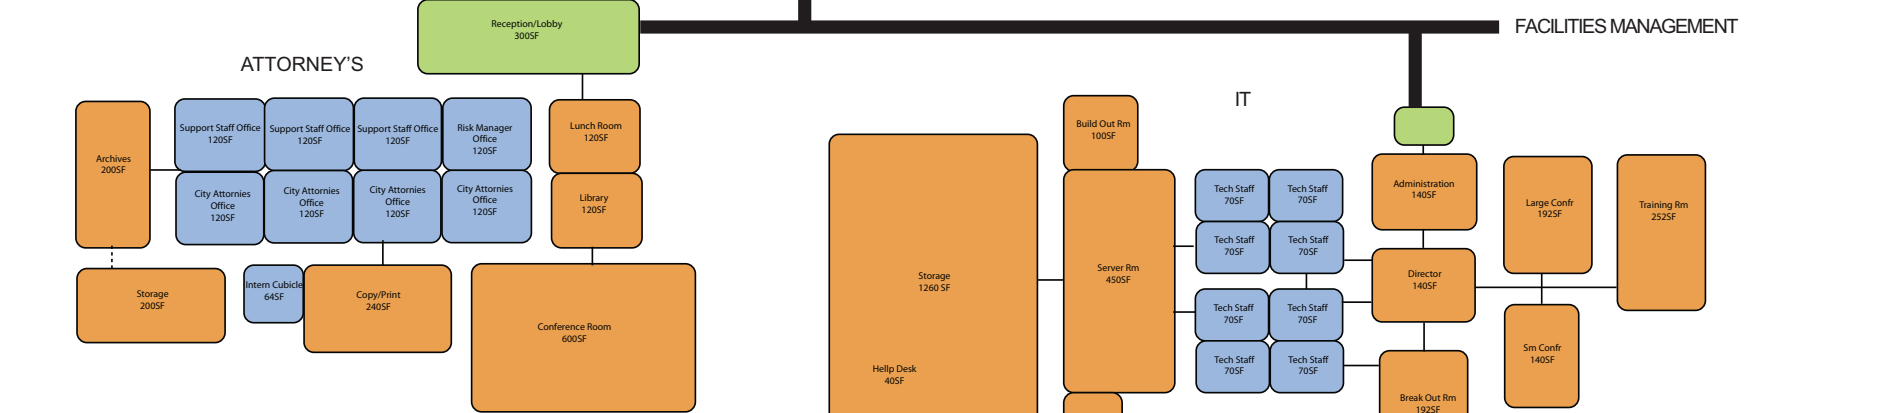 Reception/Lobby
300SF
FACILITIES MANAGEMENT
ATTORNEY'S
Archives
200SF
Support Staff Office
120SF
Support Staff Office
120SF
Support Staff Office
120SF
Risk Manager
Office
120SF
Lunch Room
120SF
City Attornies
Office
120SF
City Attornies
Office
120SF
City Attornies
Office
120SF
City Attornies
Office
120SF
Library
120SF
Storage
200SF
Intern Cubicle
64SF
Copy/Print
240SF
Conference Room
600SF
IT
Build Out Rm
100SF
Storage
1260 SF
Hellp Desk
40SF
Server Rm
450SF
Tech Staff
70SF
Tech Staff
70SF
Tech Staff
70SF
Tech Staff
70SF
Tech Staff
70SF
Tech Staff
70SF
Tech Staff
70SF
Tech Staff
70SF
Administration
140SF
Director
140SF
Break Out Rm
192SF
Large Confr
192SF
Sm Confr
140SF
Training Rm
252SF